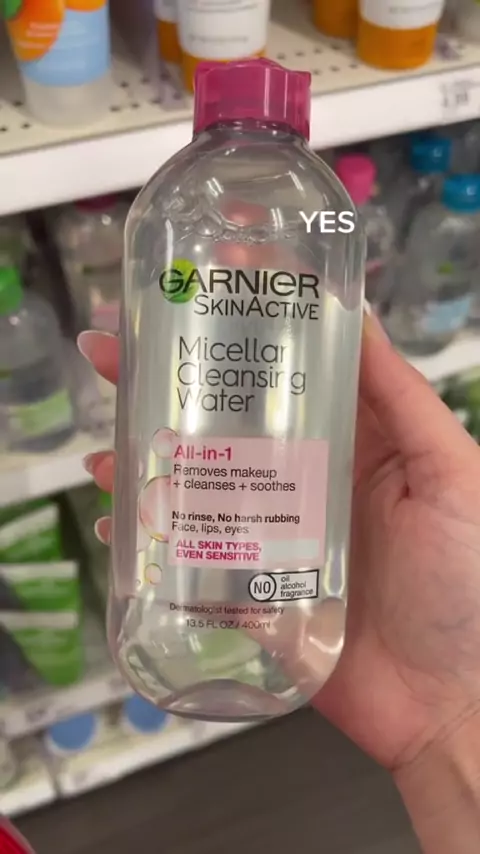 YES
GARNIER
SKINACTIVE
Micellar
Cleansing
Water
All-in-1
Removes makeup
+ cleanses + soothes
No rinse, No harsh rubbing
Face, lips, eyes
ALL SKIN TYPES,
EVEN SENSITIVE
NO oil
alcohol
fragrance
Dermatologist tested for safety
13.5 FL OZ / 400ml